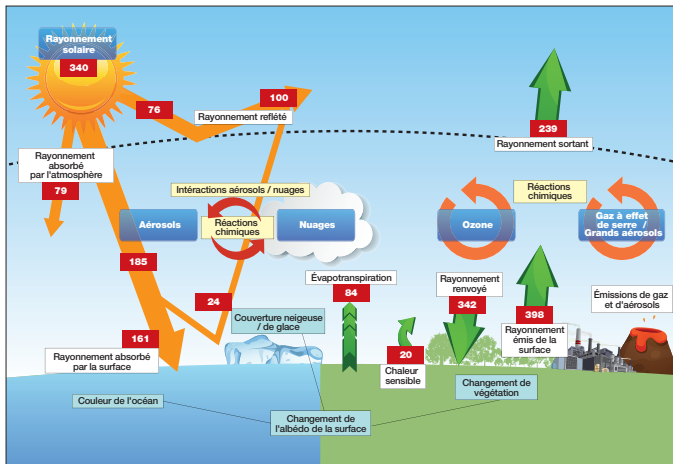 Rayonnement
solaire
340
76
Rayonnement reflété
100
239
Rayonnement sortant
Rayonnement
absorbé
par l'atmosphère
79
Intéractions aérosols / nuages
Aérosols
Réactions
chimiques
Nuages
Réactions
chimiques
Ozone
Gaz à effet
de serre /
Grands aérosols
185
24
Évapotranspiration
84
Rayonnement
renvoyé
342
398
Rayonnement
émis de la
surface
Émissions de gaz
et d'aérosols
161
Rayonnement absorbé
par la surface
Couverture neigeuse
/ de glace
20
Chaleur
sensible
Changement de
végétation
Couleur de l'océan
Changement de
l'albédo de la surface